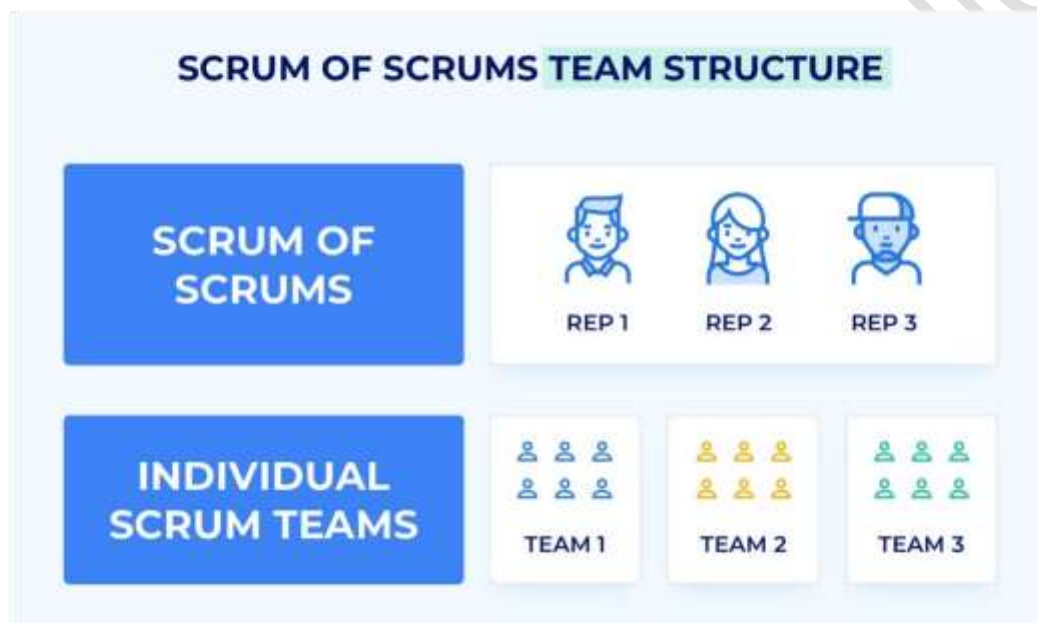 SCRUM OF SCRUMS TEAM STRUCTURE
SCRUM OF
SCRUMS
REP 1 REP 2 REP 3
INDIVIDUAL
SCRUM TEAMS
TEAM 1 TEAM 2 TEAM 3